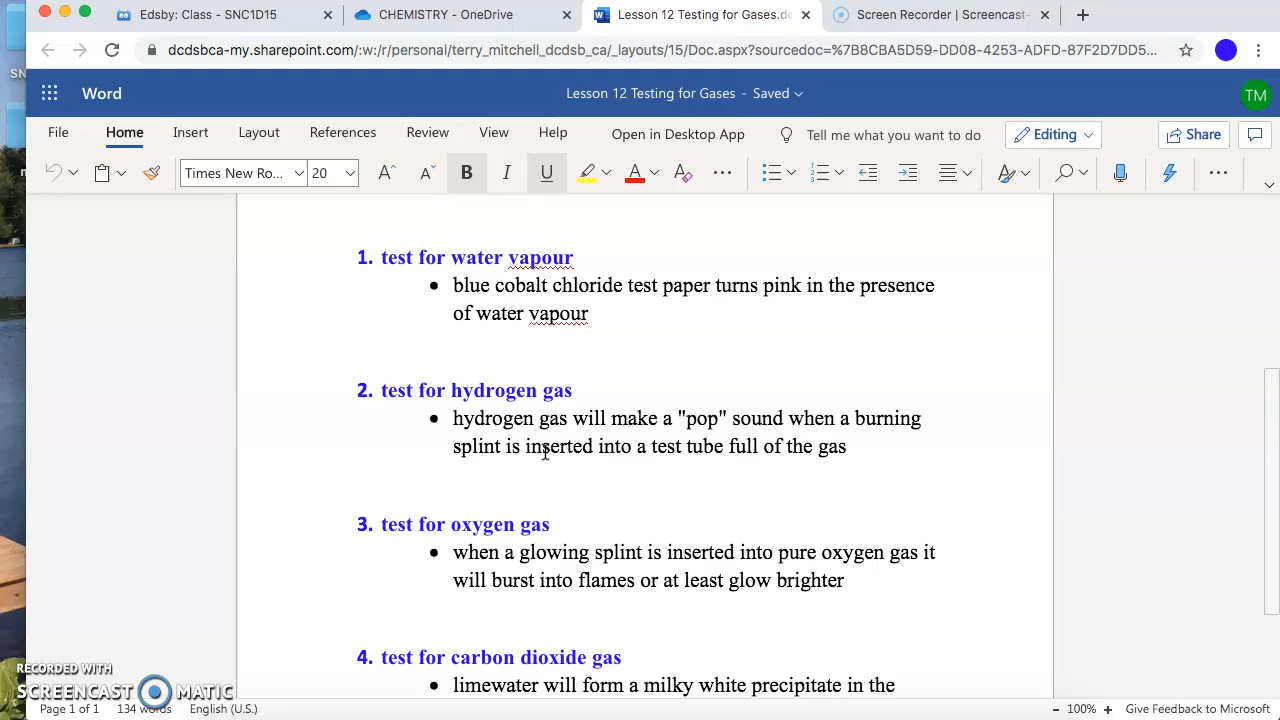 Edsby: Class - SNC1D15
CHEMISTRY - OneDrive
Lesson 12 Testing for Gases.do
Screen Recorder | Screencast-
dcdsbca-my.sharepoint.com/:w:/r/personal/terry_mitchell_dcdsb_ca/_layouts/15/Doc.aspx?sourcedoc=%7B8CBA5D59-DD08-4253-ADFD-87F2D7DD5...
SN
Word
Lesson 12 Testing for Gases - Saved
TM
File
Home
Insert
Layout
References
Review
View
Help
Open in Desktop App
Tell me what you want to do
Editing
Share
Times New Ro...
20
B I U
1. test for water vapour
• blue cobalt chloride test paper turns pink in the presence
of water vapour
2. test for hydrogen gas
• hydrogen gas will make a "pop" sound when a burning
splint is inserted into a test tube full of the gas
3. test for oxygen gas
• when a glowing splint is inserted into pure oxygen gas it
will burst into flames or at least glow brighter
4. test for carbon dioxide gas
• limewater will form a milky white precipitate in the
RECORDED WITH
SCREENCAST MATIC
Page 1 of 1
134 words
English (U.S.)
100%
Give Feedback to Microsoft